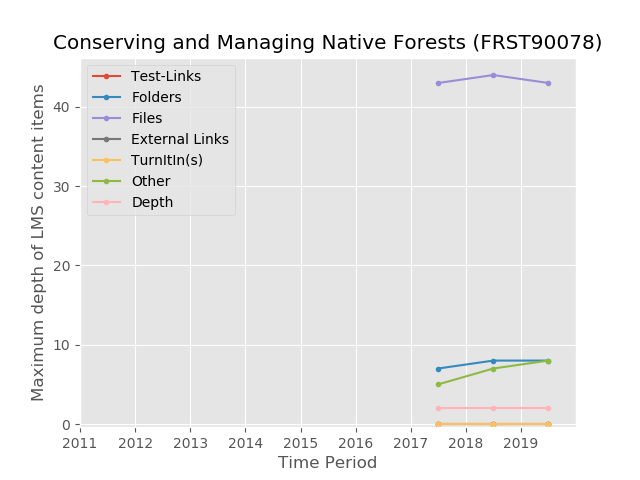 Conserving and Managing Native Forests (FRST90078)
Test-Links
Folders
Files
External Links
TurnItIn(s)
Other
Depth
Maximum depth of LMS content items
40
30
20
10
0
2011 2012 2013 2014 2015 2016 2017 2018 2019
Time Period